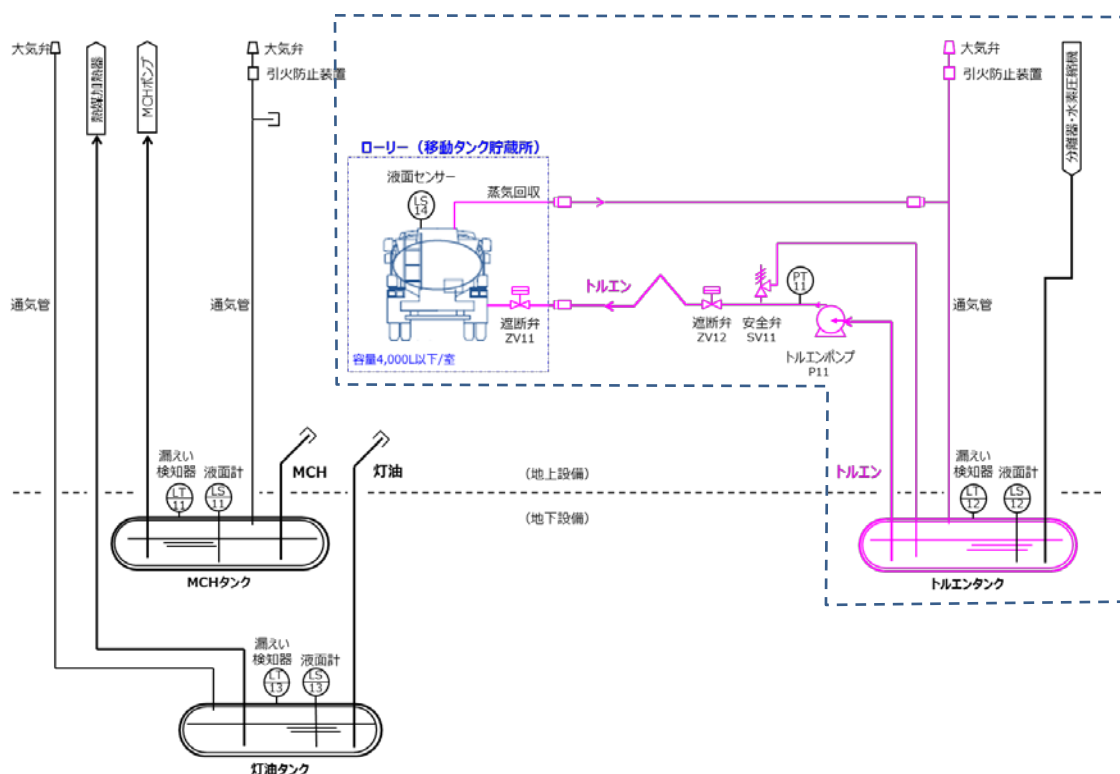 大気弁
熱媒加熱器
MCHポンプ
大気弁
引火防止装置
大気弁
引火防止装置
分離器・水素圧縮機
ローリー（移動タンク貯蔵所）
液面センサー
LS
14
蒸気回収
トルエン
遮断弁
ZV11
容量4,000L以下/室
遮断弁
ZV12
安全弁
SV11
PT
11
トルエンポンプ
P11
通気管
通気管
通気管
漏えい
検知器
液面計
LT
11
LS
11
MCH
灯油
（地上設備）
（地下設備）
トルエン
漏えい
検知器
液面計
LT
12
LS
12
MCHタンク
トルエンタンク
漏えい
検知器
液面計
LT
13
LS
13
灯油タンク